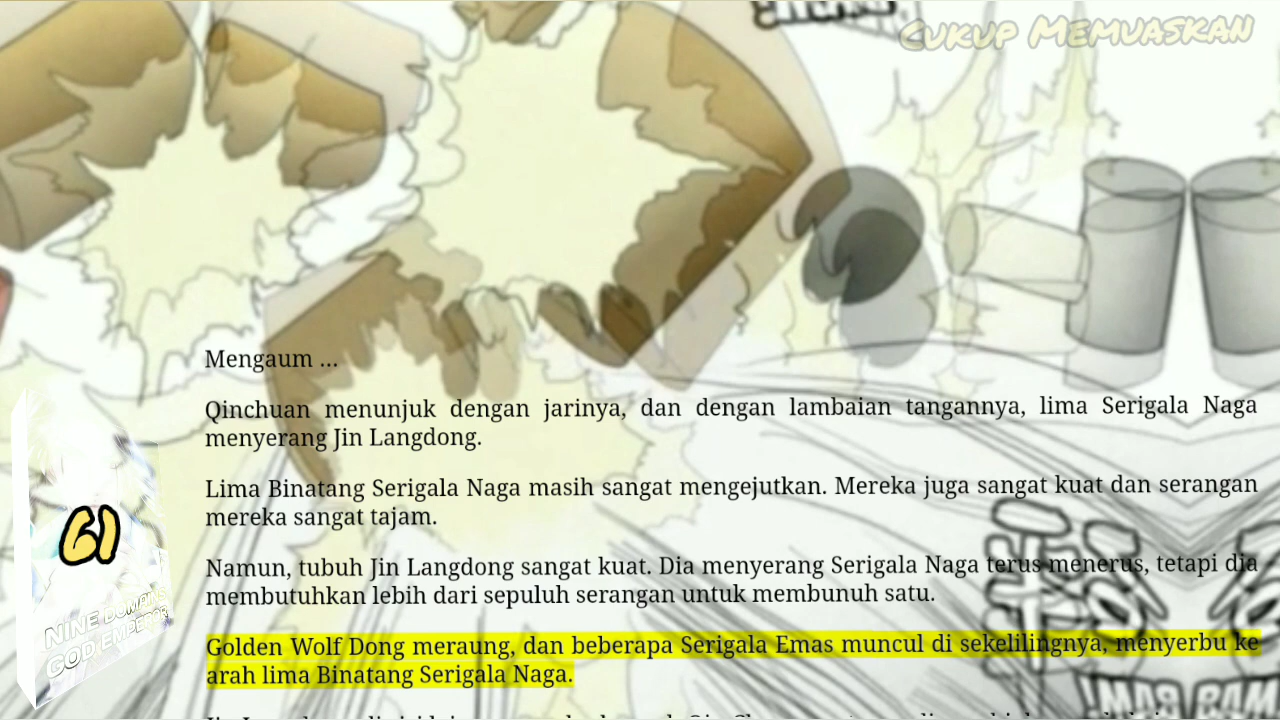 Cukup Memuaskan
Mengaum ...
Qinchuan menunjuk dengan jarinya, dan dengan lambaian tangannya, lima Serigala Naga
menyerang Jin Langdong.
Lima Binatang Serigala Naga masih sangat mengejutkan. Mereka juga sangat kuat dan serangan
mereka sangat tajam.
Namun, tubuh Jin Langdong sangat kuat. Dia menyerang Serigala Naga terus menerus, tetapi dia
membutuhkan lebih dari sepuluh serangan untuk membunuh satu.
61
NINE DOMAINS
GOD EMPEROR
Golden Wolf Dong meraung, dan beberapa Serigala Emas muncul di sekelilingnya, menyerbu ke
arah lima Binatang Serigala Naga.